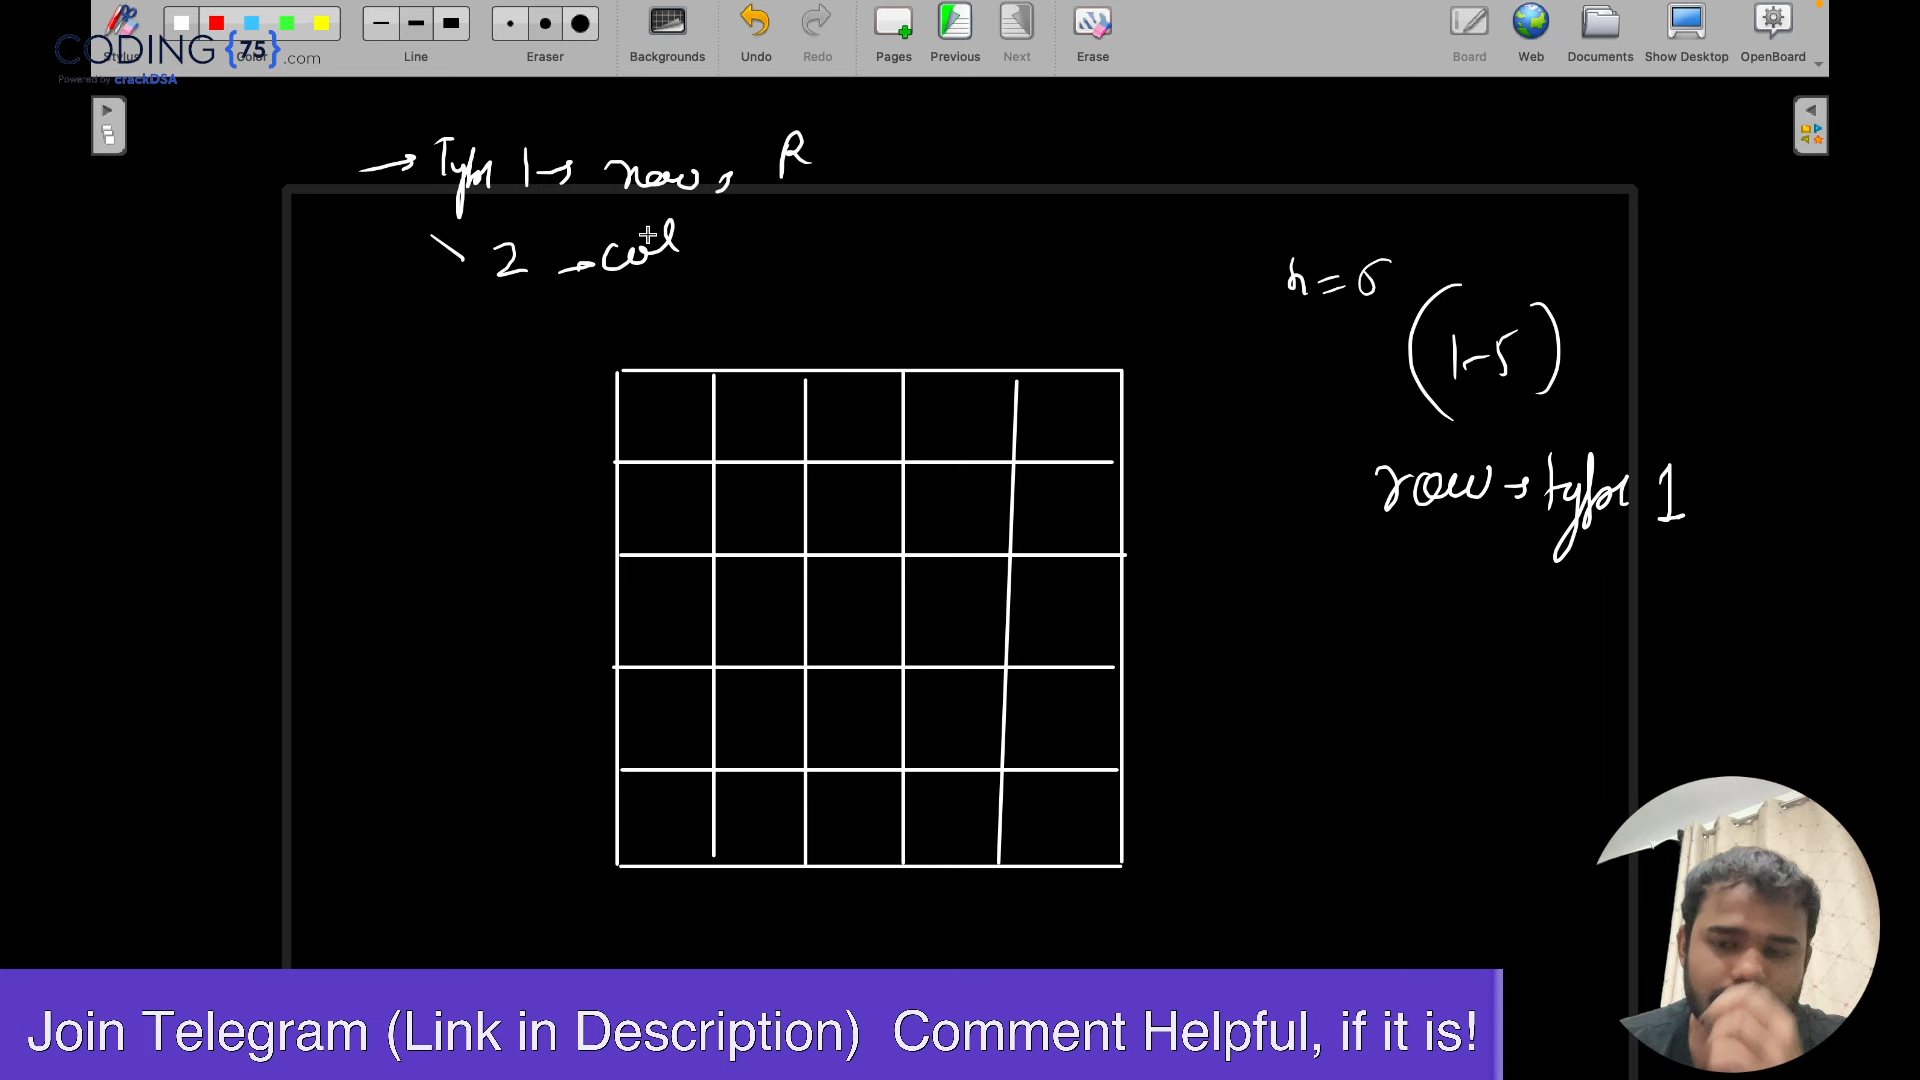 CODING {75} .com
Powered by crackDSA
Stylus Color Line Eraser Backgrounds Undo Redo Pages Previous Next Erase Board Web Documents Show Desktop OpenBoard
→ Type 1 → row, R
2 → col
n = 5
(1-5)
row → type 1
Join Telegram (Link in Description) Comment Helpful, if it is!